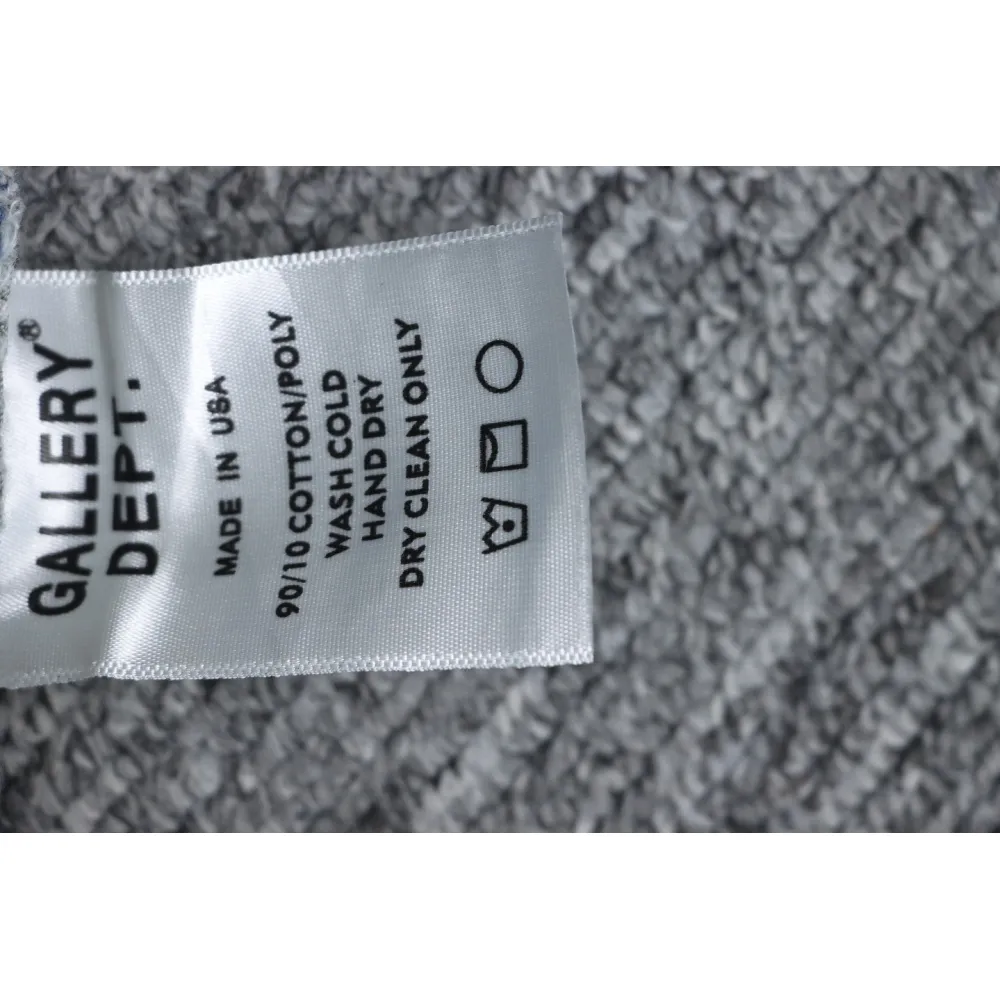 GALLERY®
DEPT.
MADE IN USA
90/10 COTTON/POLY
WASH COLD
HAND DRY
DRY CLEAN ONLY